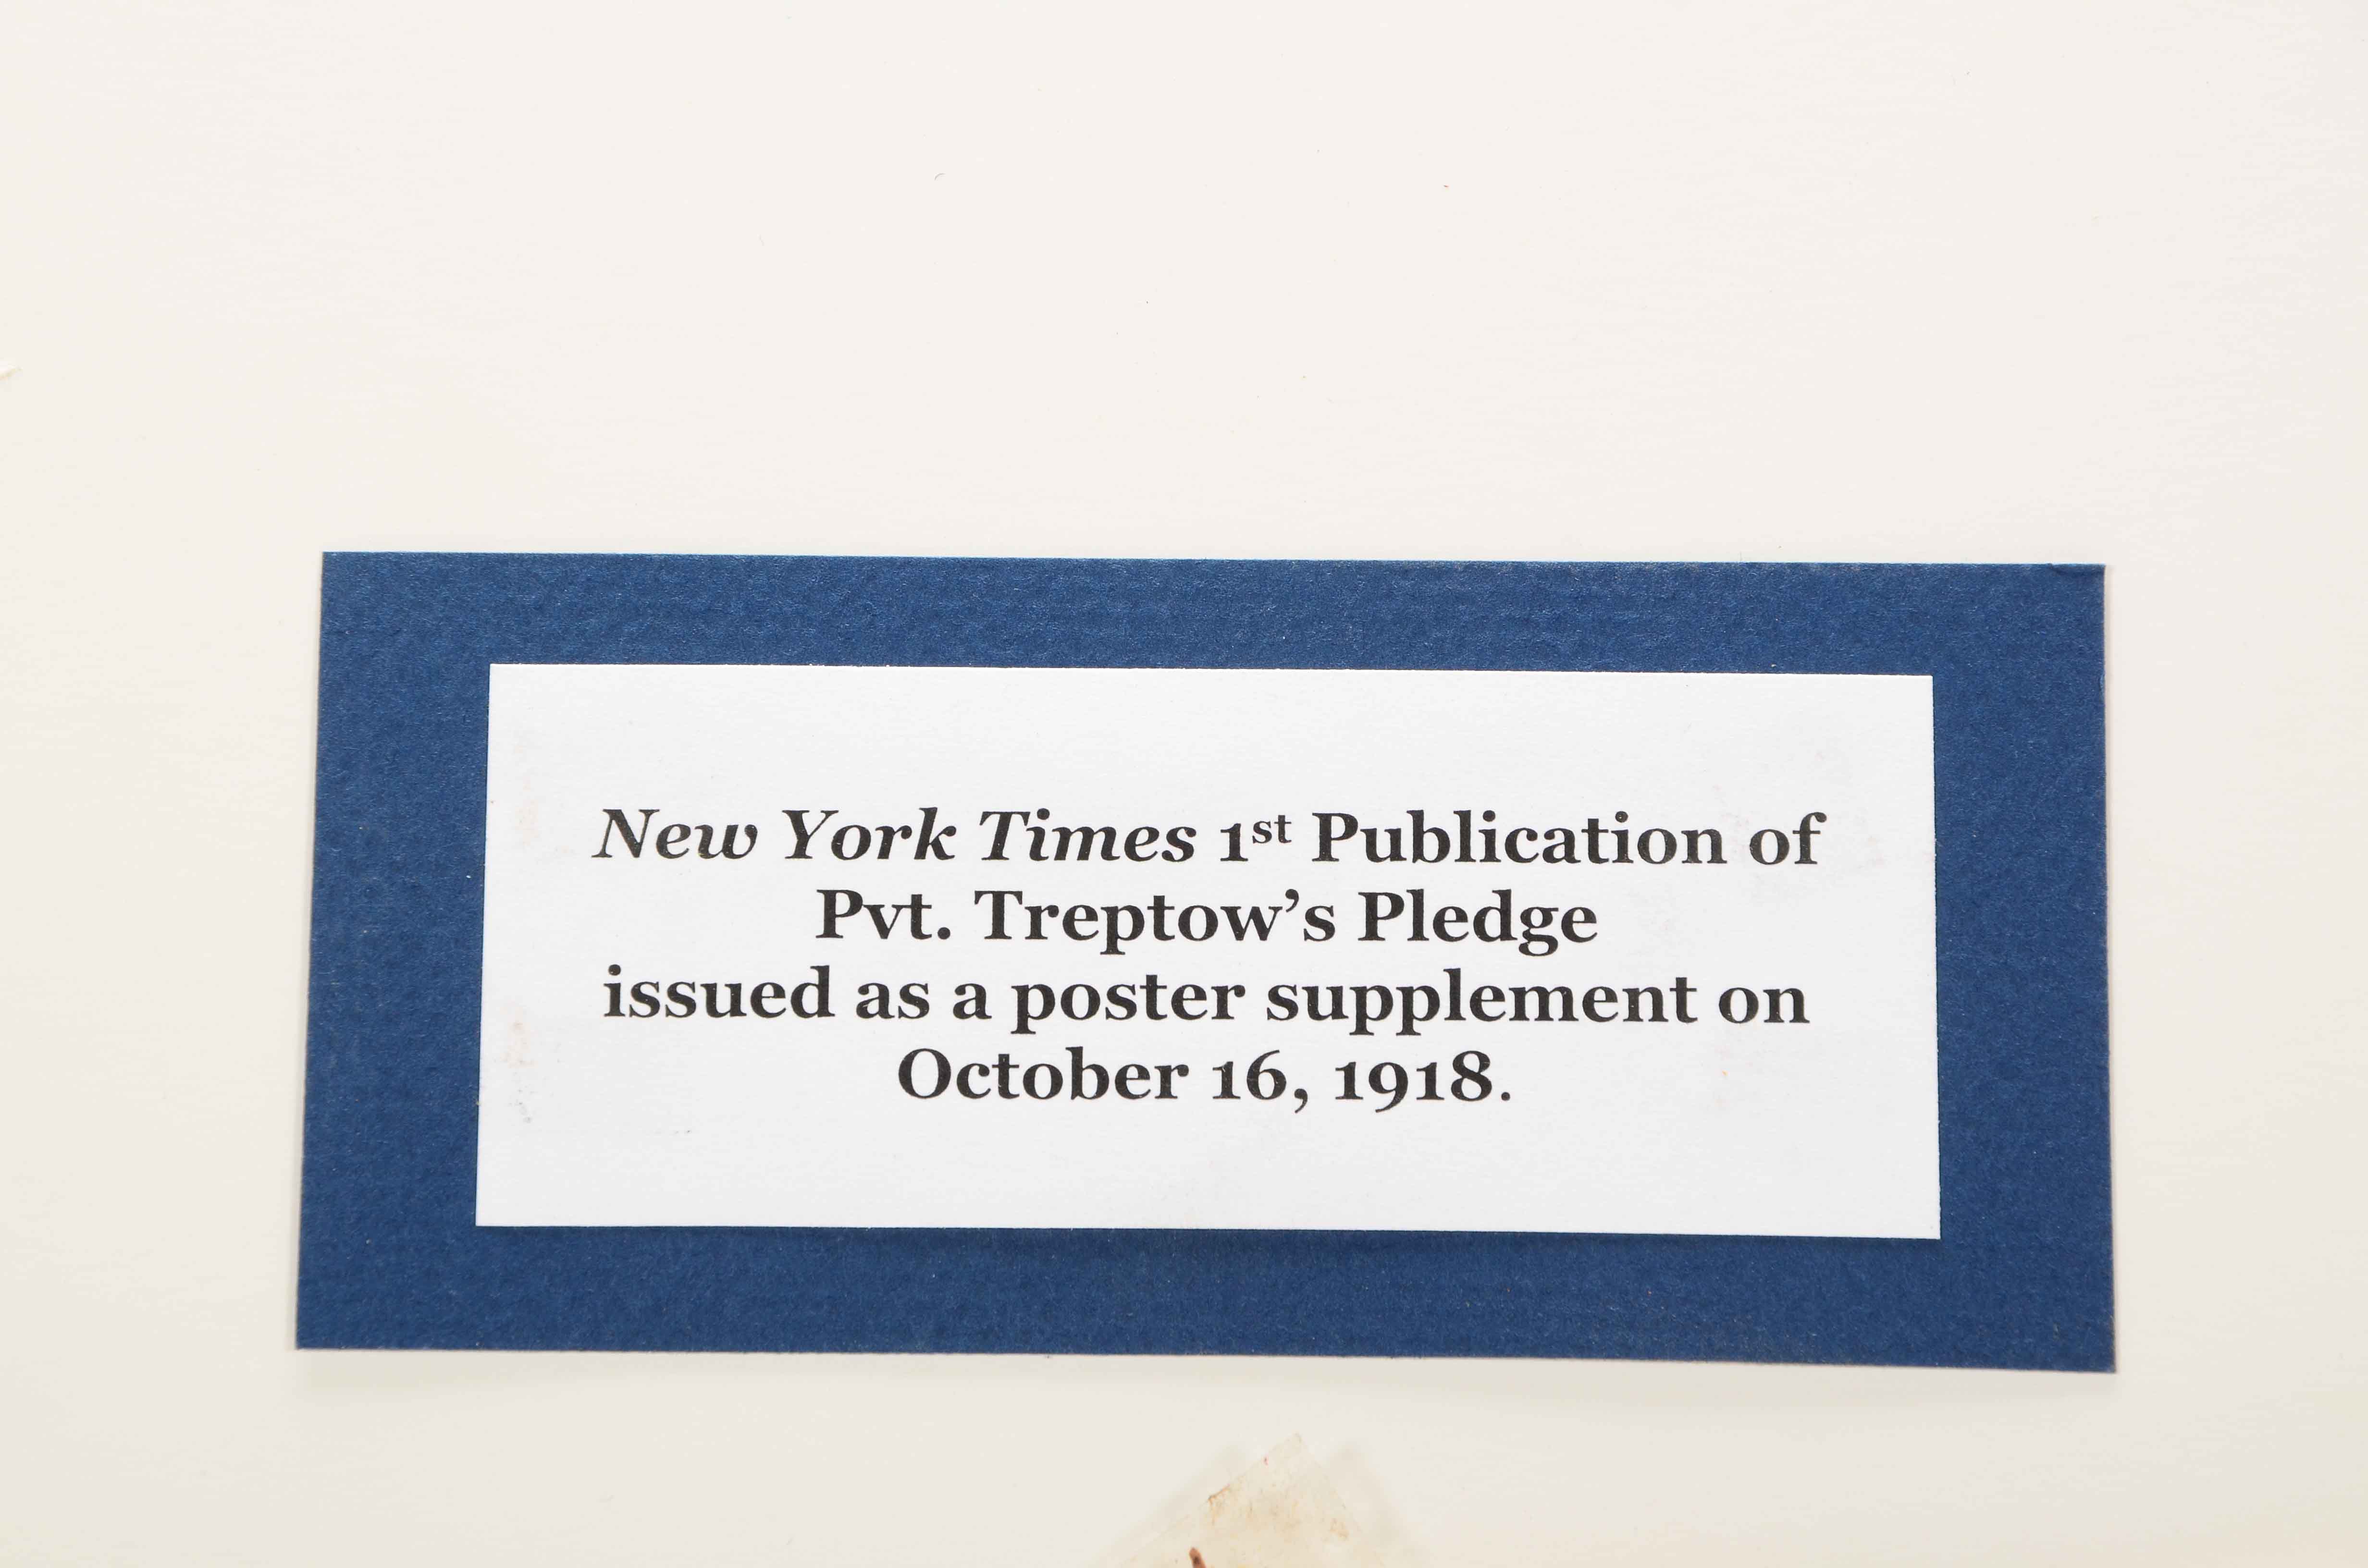 New York Times 1st Publication of
Pvt. Treptow’s Pledge
issued as a poster supplement on
October 16, 1918.